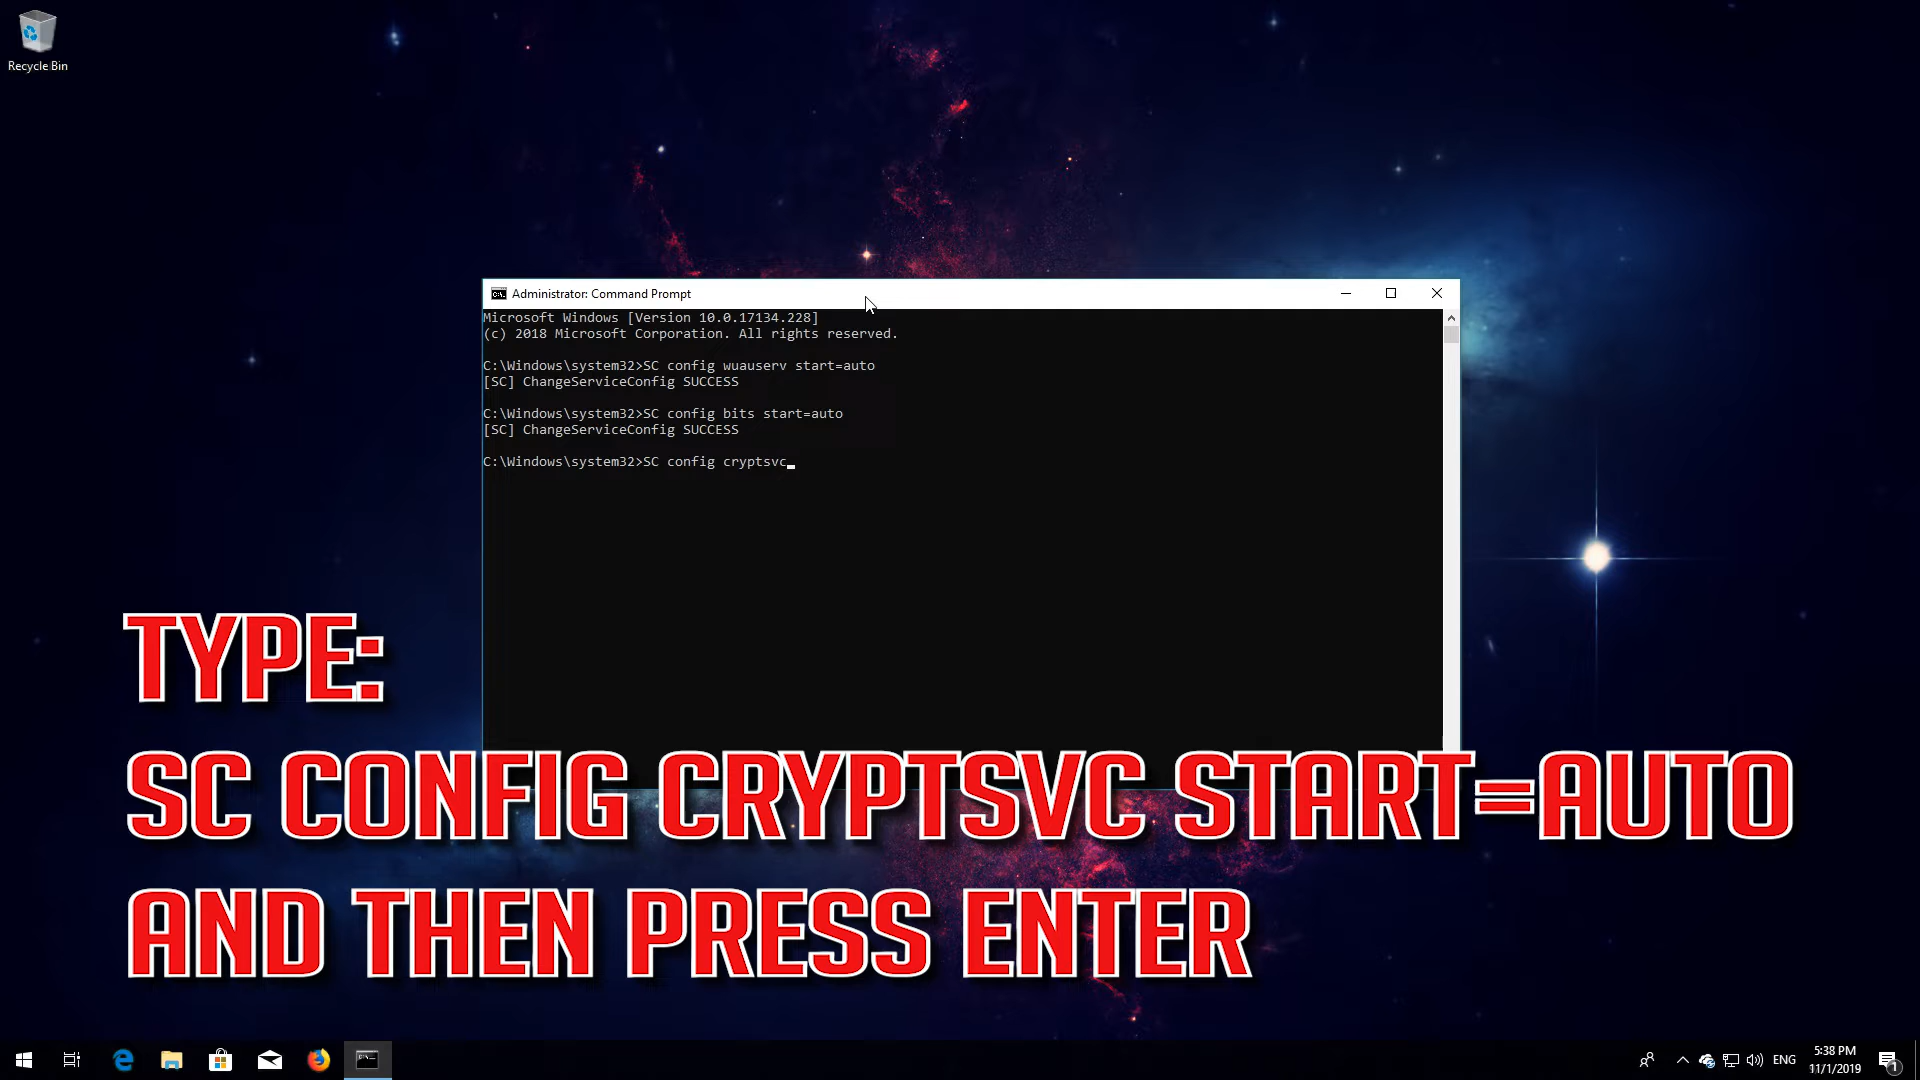 Recycle Bin
Administrator: Command Prompt
Microsoft Windows [Version 10.0.17134.228]
(c) 2018 Microsoft Corporation. All rights reserved.
C:\Windows\system32>SC config wuauserv start=auto
[SC] ChangeServiceConfig SUCCESS
C:\Windows\system32>SC config bits start=auto
[SC] ChangeServiceConfig SUCCESS
C:\Windows\system32>SC config cryptsvc
TYPE:
SC CONFIG CRYPTSVC START=AUTO
AND THEN PRESS ENTER
ENG
5:38 PM
11/1/2019
1